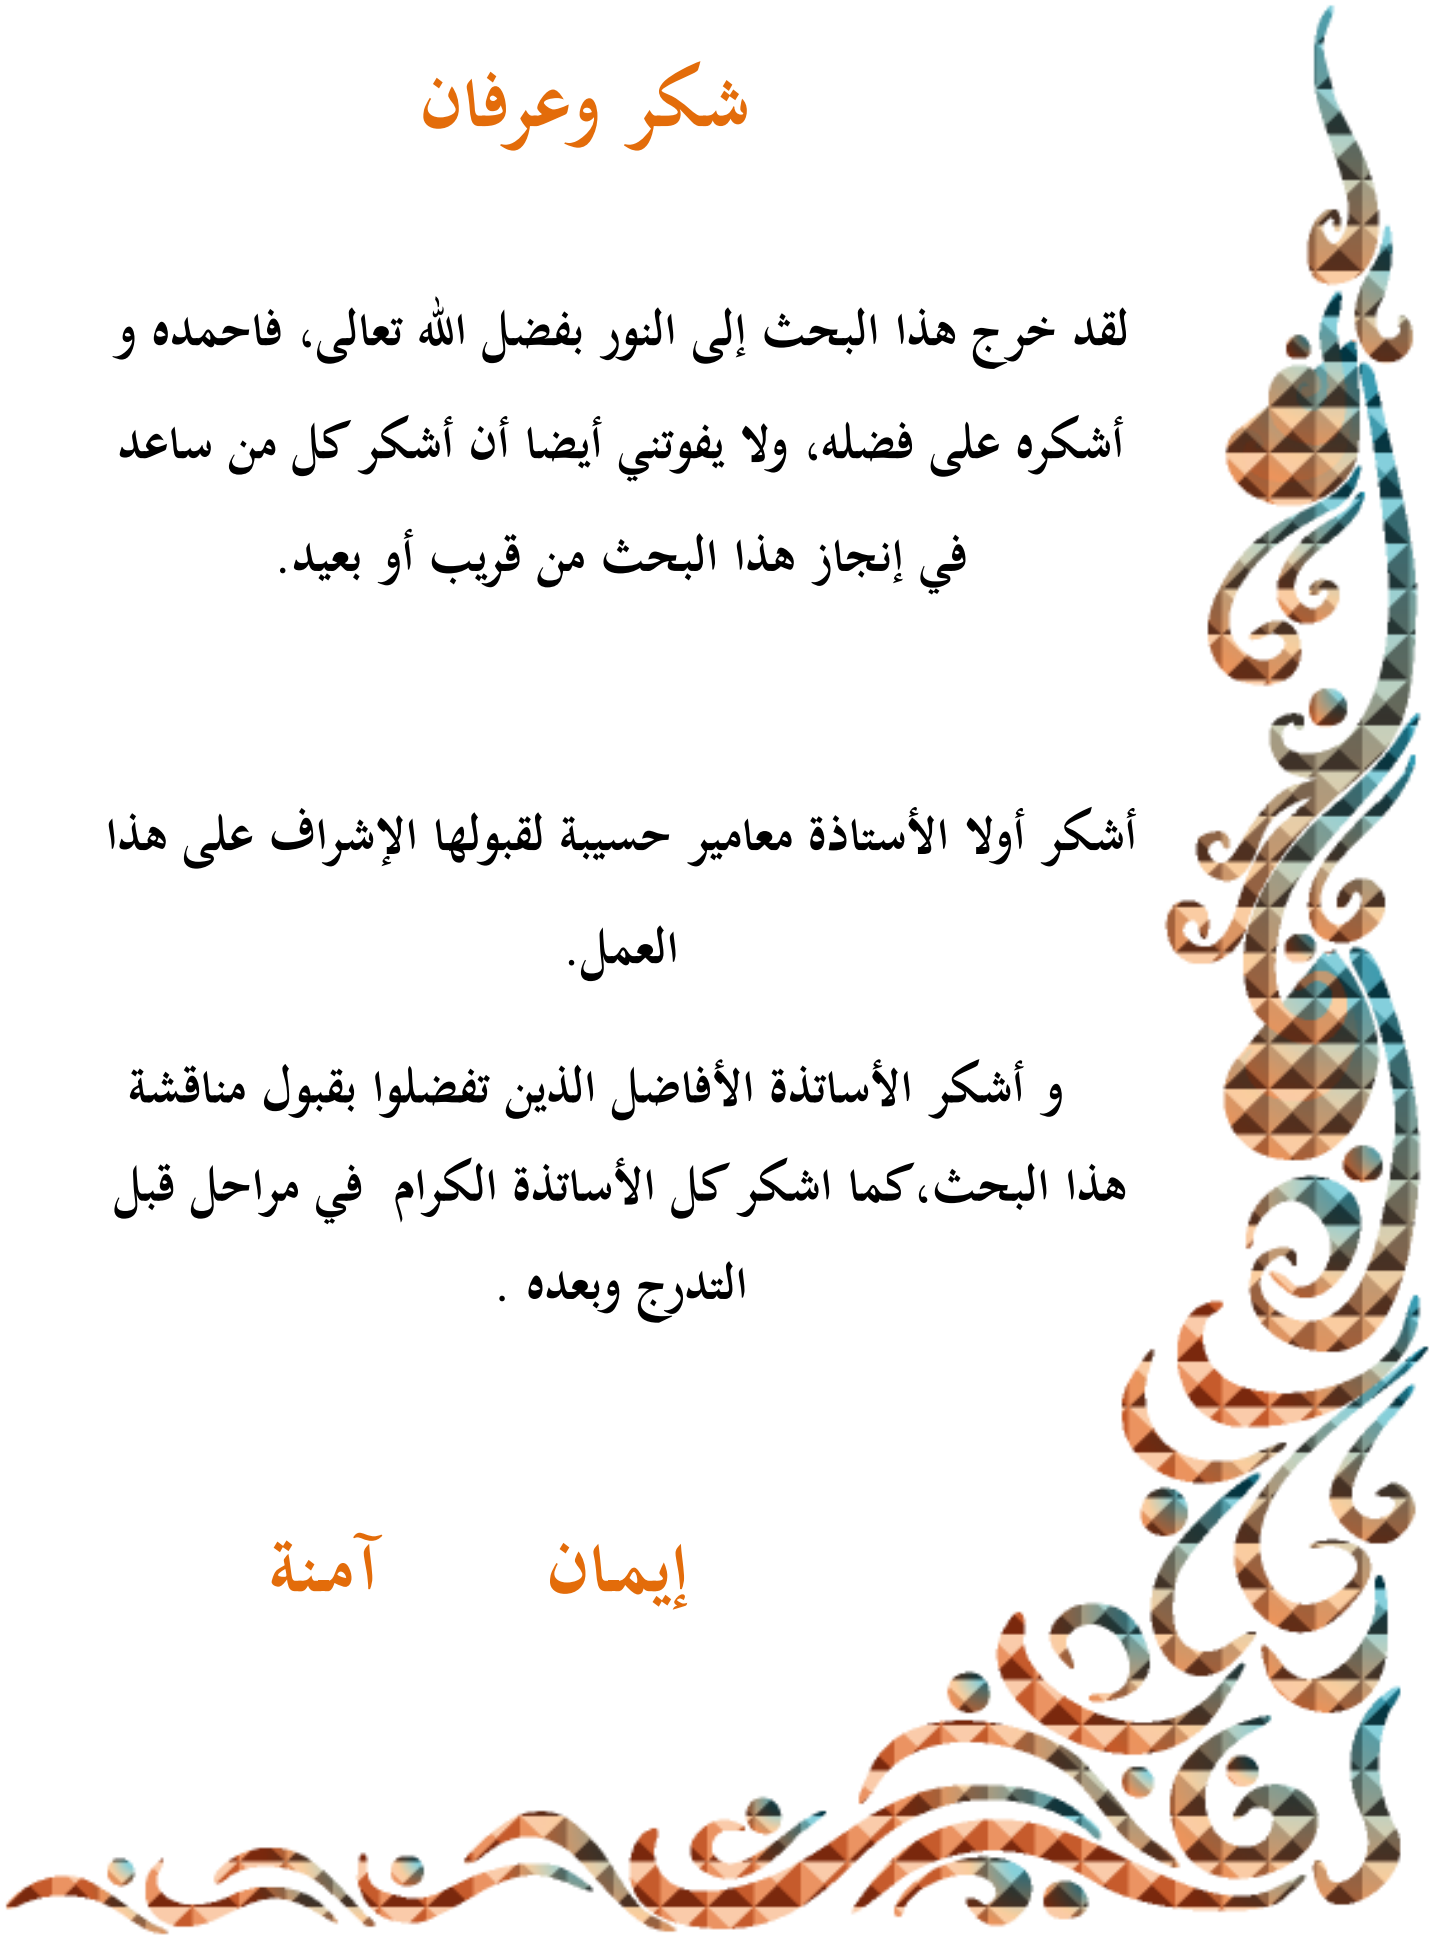 شكر وعرفان
لقد خرج هذا البحث إلى النور بفضل الله تعالى، فاحمده و
أشكره على فضله، ولا يفوتني أيضا أن أشكر كل من ساعد
في إنجاز هذا البحث من قريب أو بعيد.
أشكر أولا الأستاذة معامير حسيبة لقبولها الإشراف على هذا
العمل.
و أشكر الأساتذة الأفاضل الذين تفضلوا بقبول مناقشة
هذا البحث،كما اشكر كل الأساتذة الكرام في مراحل قبل
التدرج وبعده .
إيمان آمنة